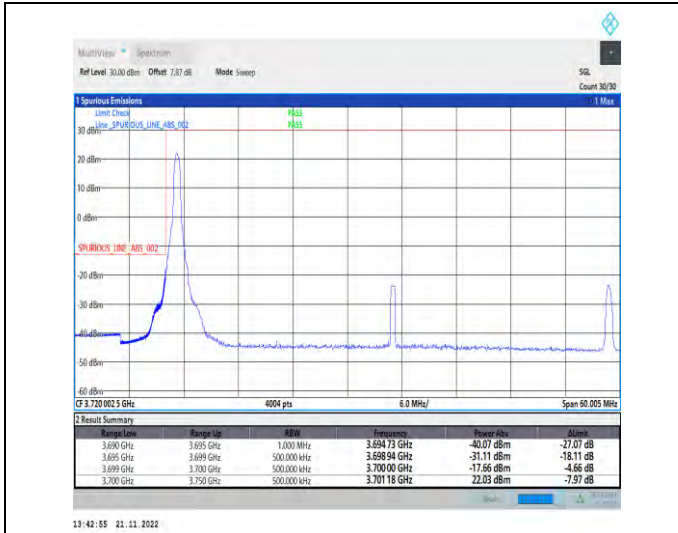 MultiView Spectrum
Ref Level 30.00 dBm Offset 7.87 dB Mode Sweep SGL
Count 30/30
1 Spurious Emissions 1 Max
Limit Check PASS
Line _SPURIOUS_LINE_ABS_002 PASS
30 dBm
20 dBm
10 dBm
0 dBm
_SPURIOUS_LINE_ABS_002
-20 dBm
-30 dBm
-40 dBm
-50 dBm
-60 dBm
CF 3.720 002 5 GHz 4004 pts 6.0 MHz/ Span 60.005 MHz
2 Result Summary
Range Low Range Up RBW Frequency Power Abs ΔLimit
3.690 GHz 3.695 GHz 1.000 MHz 3.694 73 GHz -40.07 dBm -27.07 dB
3.695 GHz 3.699 GHz 500.000 kHz 3.698 94 GHz -31.11 dBm -18.11 dB
3.699 GHz 3.700 GHz 500.000 kHz 3.700 00 GHz -17.66 dBm -4.66 dB
3.700 GHz 3.750 GHz 500.000 kHz 3.701 18 GHz 22.03 dBm -7.97 dB
13:42:55 21.11.2022